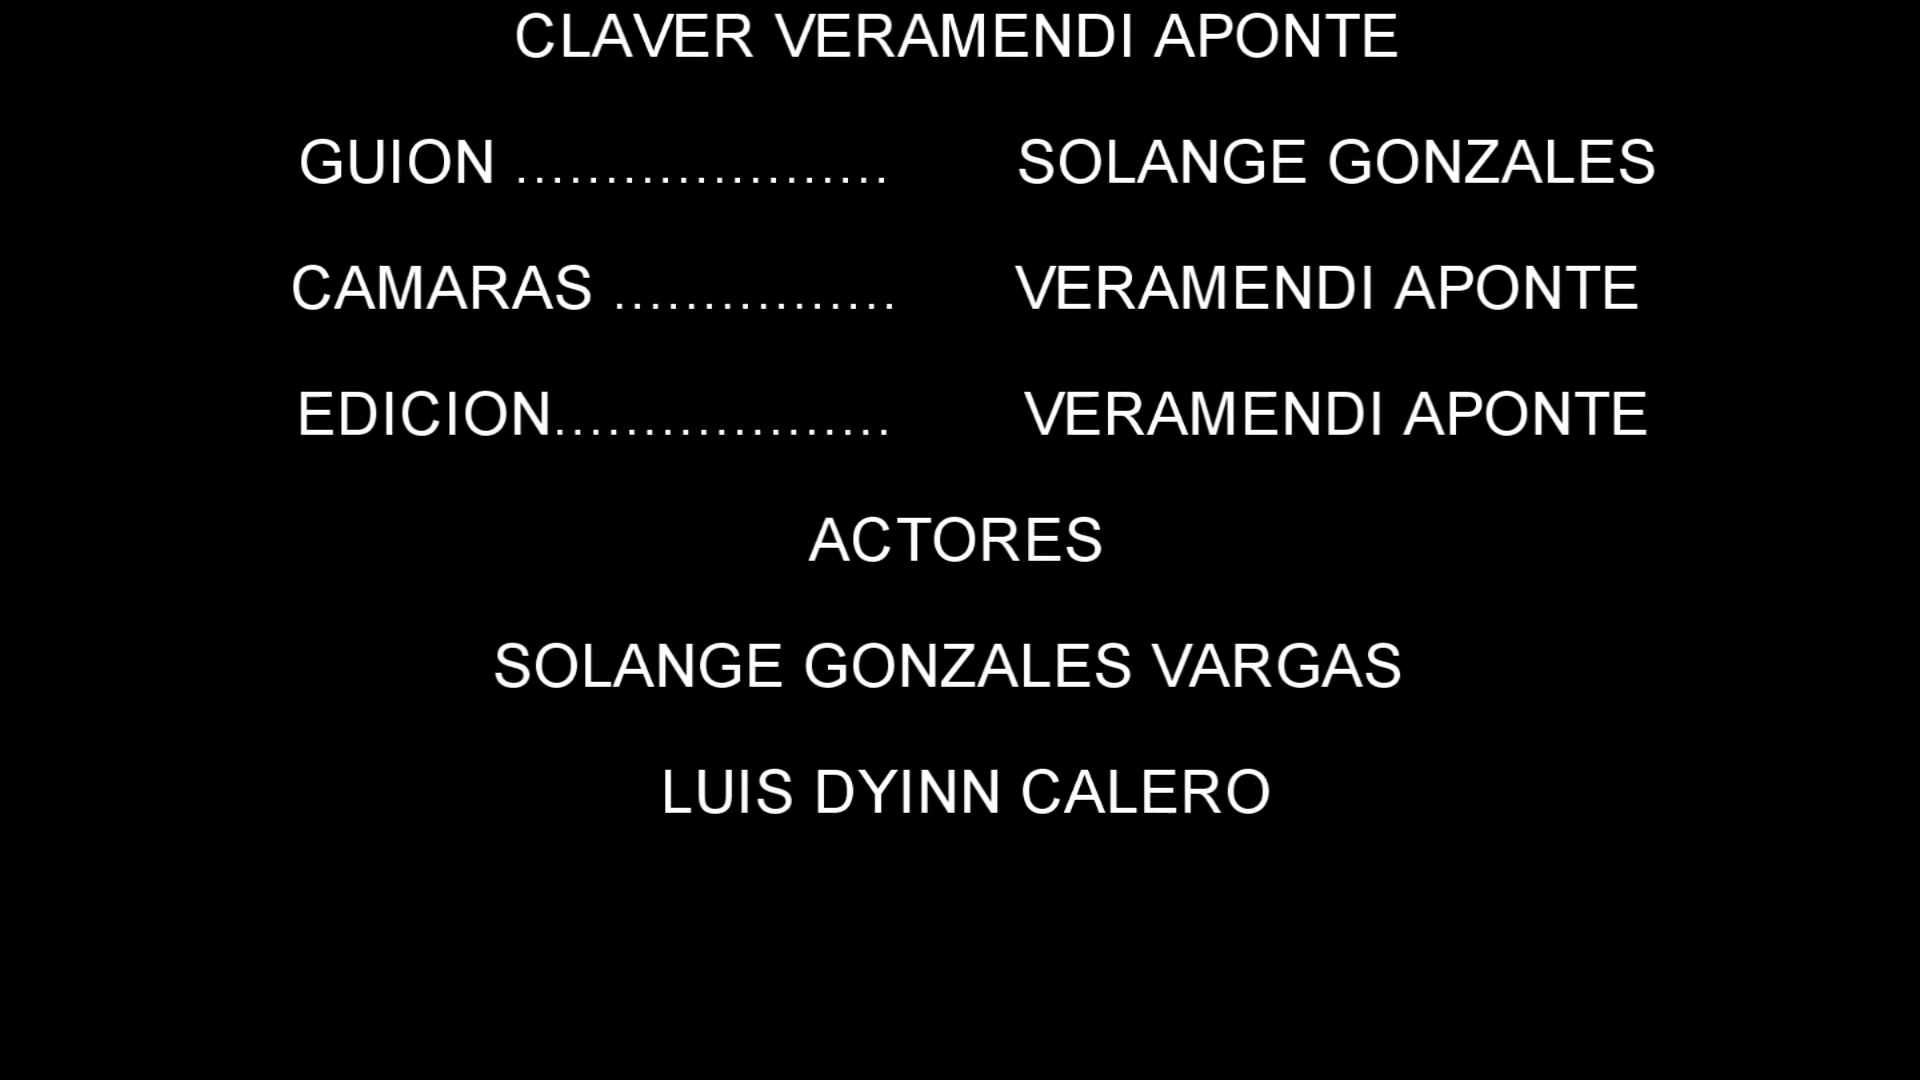 CLAVER VERAMENDI APONTE
GUION ..................... SOLANGE GONZALES
CAMARAS ................ VERAMENDI APONTE
EDICION................... VERAMENDI APONTE
ACTORES
SOLANGE GONZALES VARGAS
LUIS DYINN CALERO